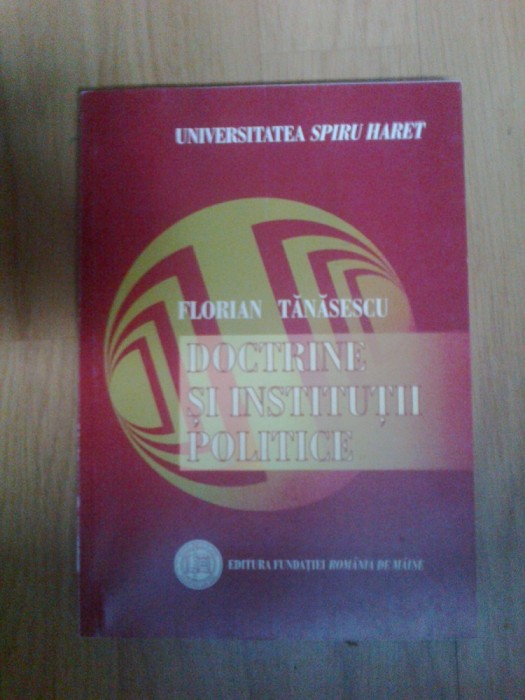 UNIVERSITATEA SPIRU HARET
FLORIAN TĂNĂSESCU
DOCTRINE
ȘI INSTITUȚII
POLITICE
EDITURA FUNDAȚIEI ROMÂNIA DE MÂINE